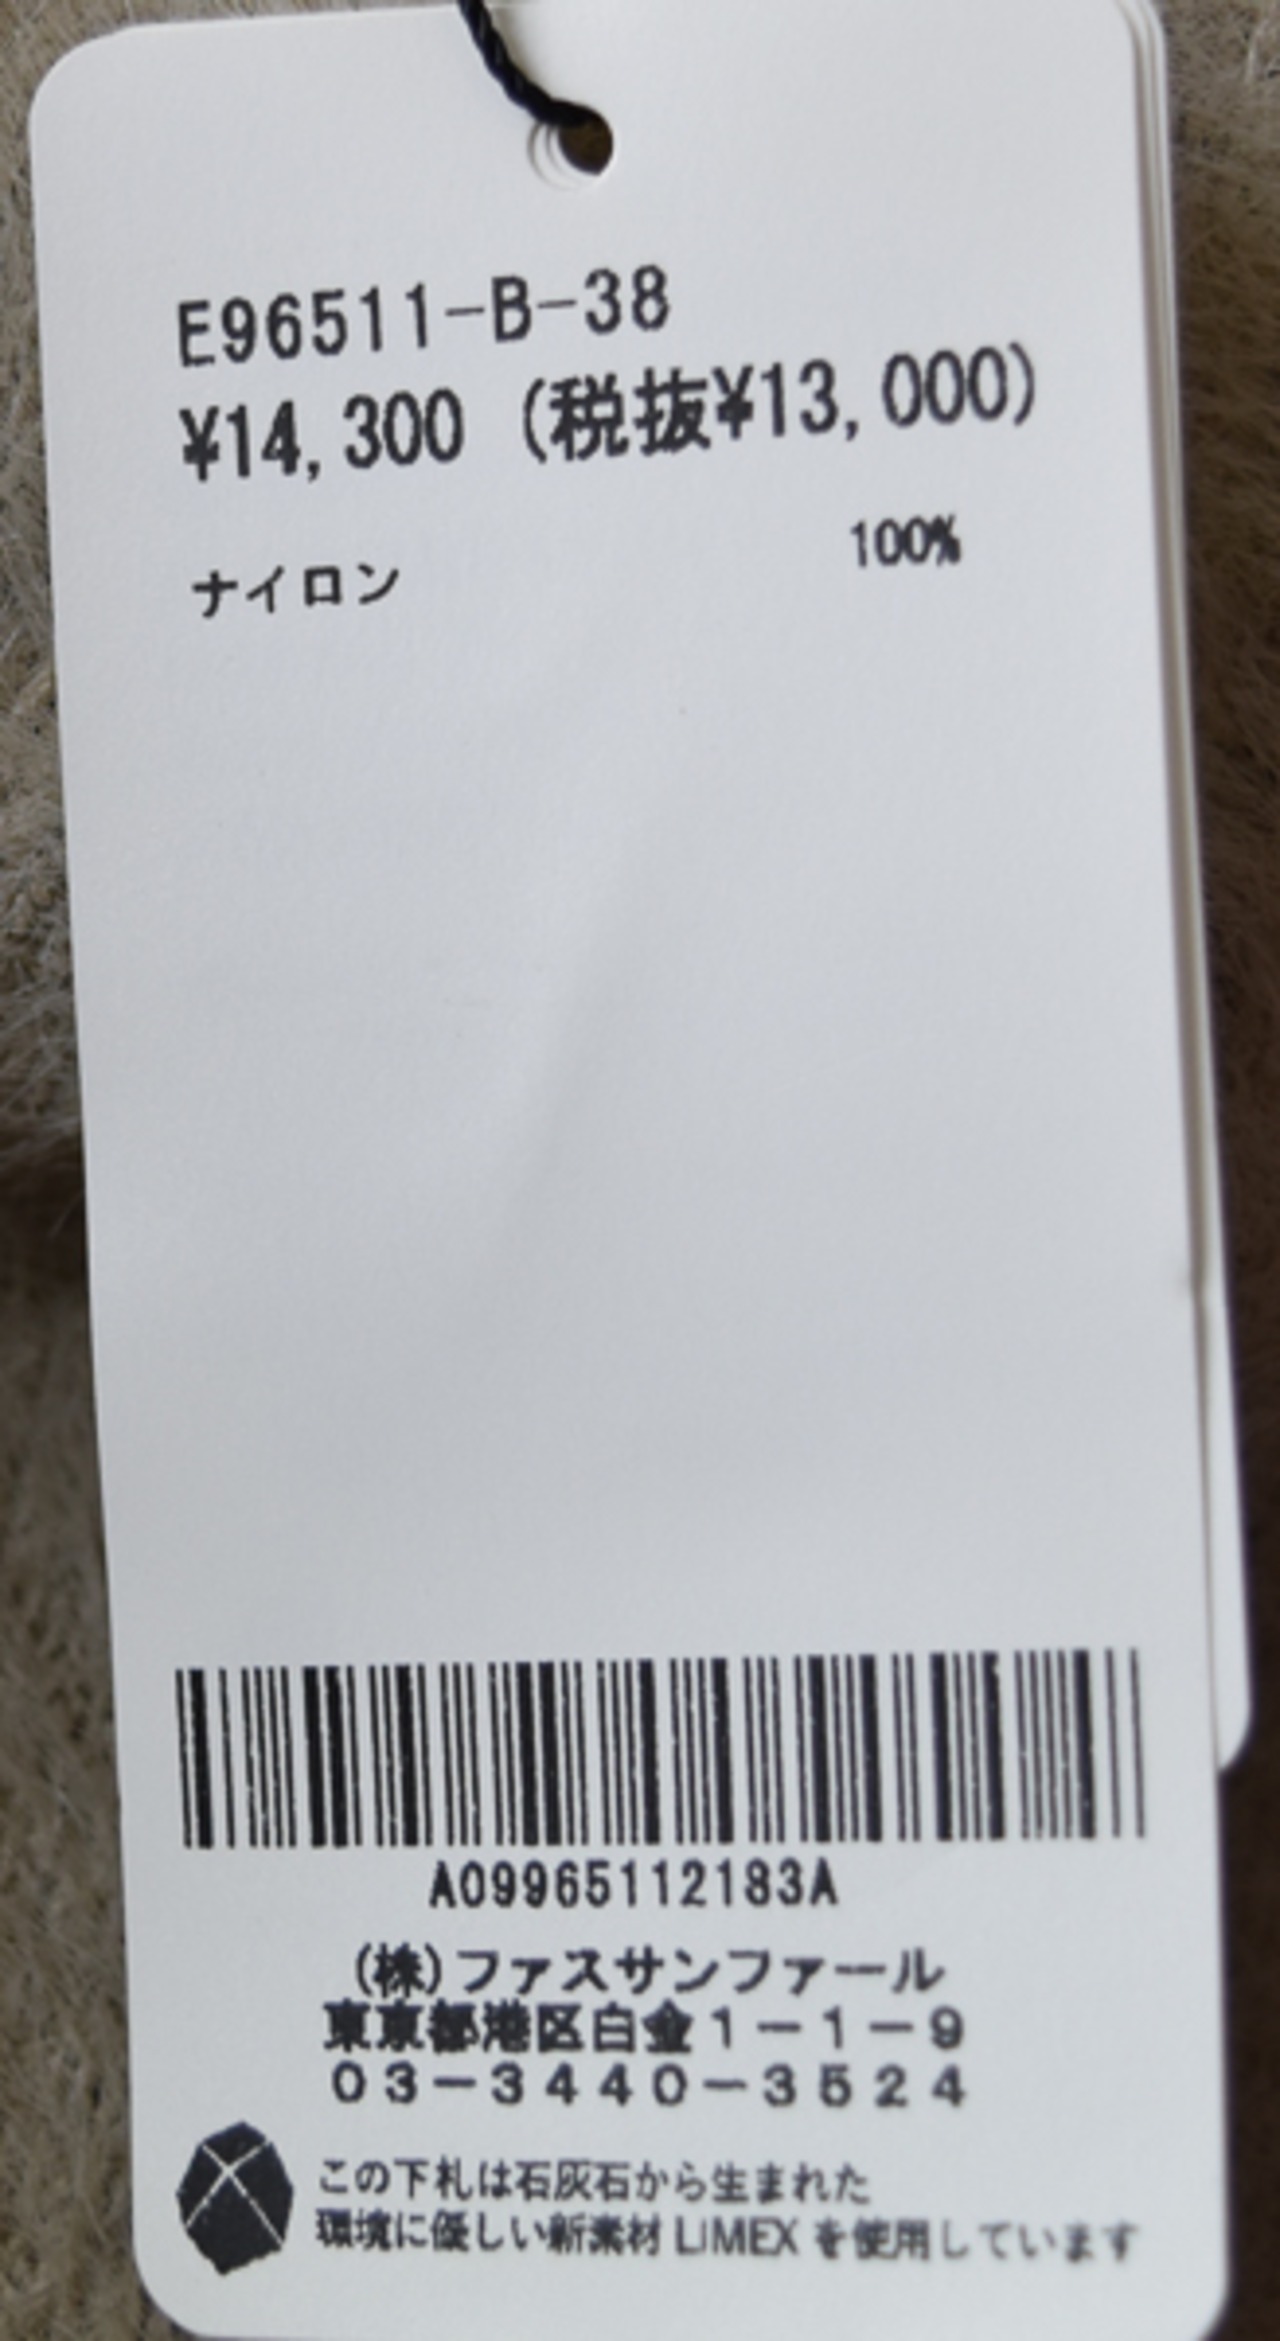 E96511-B-38
¥14,300 (税抜¥13,000)
ナイロン 100%
A09965112183A
(株)ファスサンファール
東京都港区白金1-1-9
03-3440-3524
この下札は石灰石から生まれた
環境に優しい新素材 LIMEX を使用しています